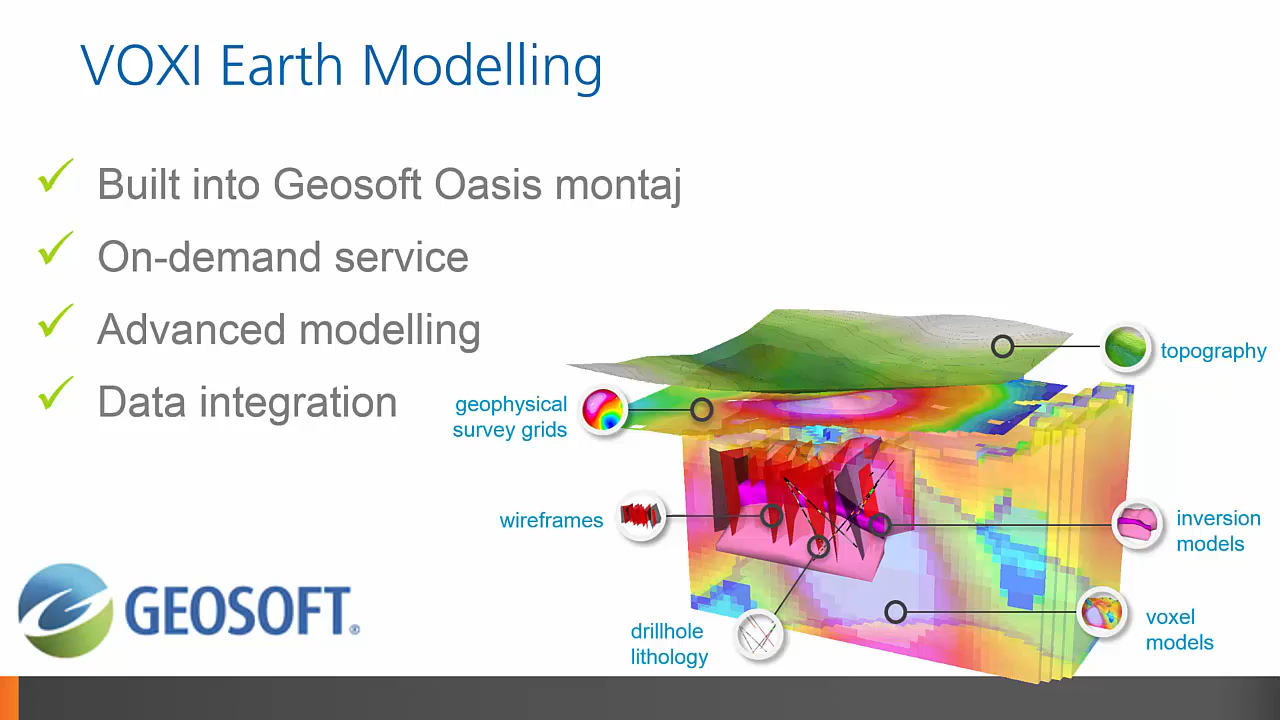 VOXI Earth Modelling
Built into Geosoft Oasis montaj
On-demand service
Advanced modelling
Data integration
topography
geophysical
survey grids
wireframes
inversion
models
drillhole
lithology
voxel
models
GEOSOFT®